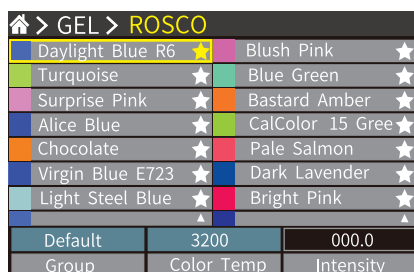 > GEL > ROSCO
Daylight Blue R6 Blush Pink
Turquoise Blue Green
Surprise Pink Bastard Amber
Alice Blue CalColor 15 Gree
Chocolate Pale Salmon
Virgin Blue E723 Dark Lavender
Light Steel Blue Bright Pink
Default 3200 000.0
Group Color Temp Intensity